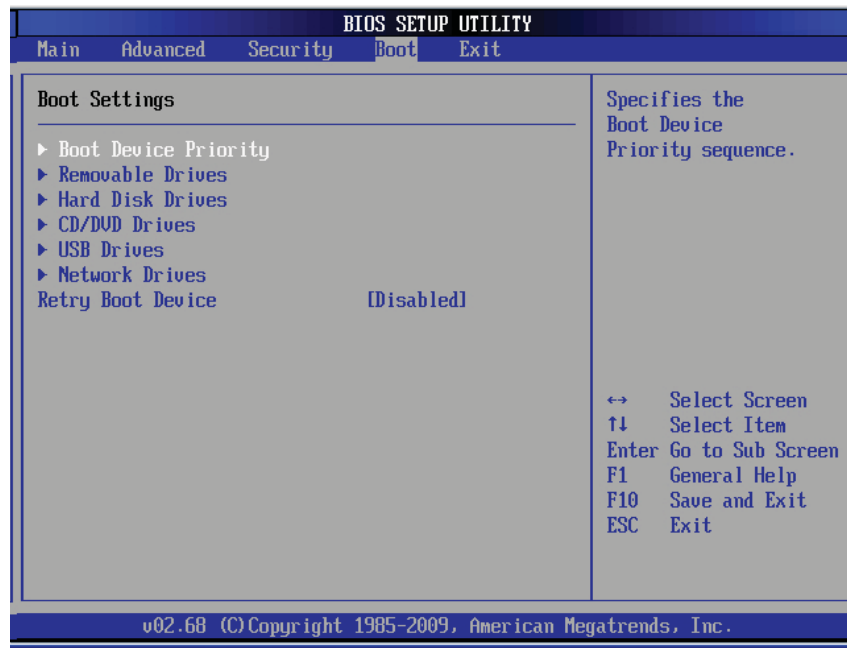 BIOS SETUP UTILITY
Main Advanced Security Boot Exit
Boot Settings
▶ Boot Device Priority
▶ Removable Drives
▶ Hard Disk Drives
▶ CD/DVD Drives
▶ USB Drives
▶ Network Drives
Retry Boot Device [Disabled]
Specifies the
Boot Device
Priority sequence.
↔ Select Screen
↑↓ Select Item
Enter Go to Sub Screen
F1 General Help
F10 Save and Exit
ESC Exit
v02.68 (C)Copyright 1985-2009, American Megatrends, Inc.